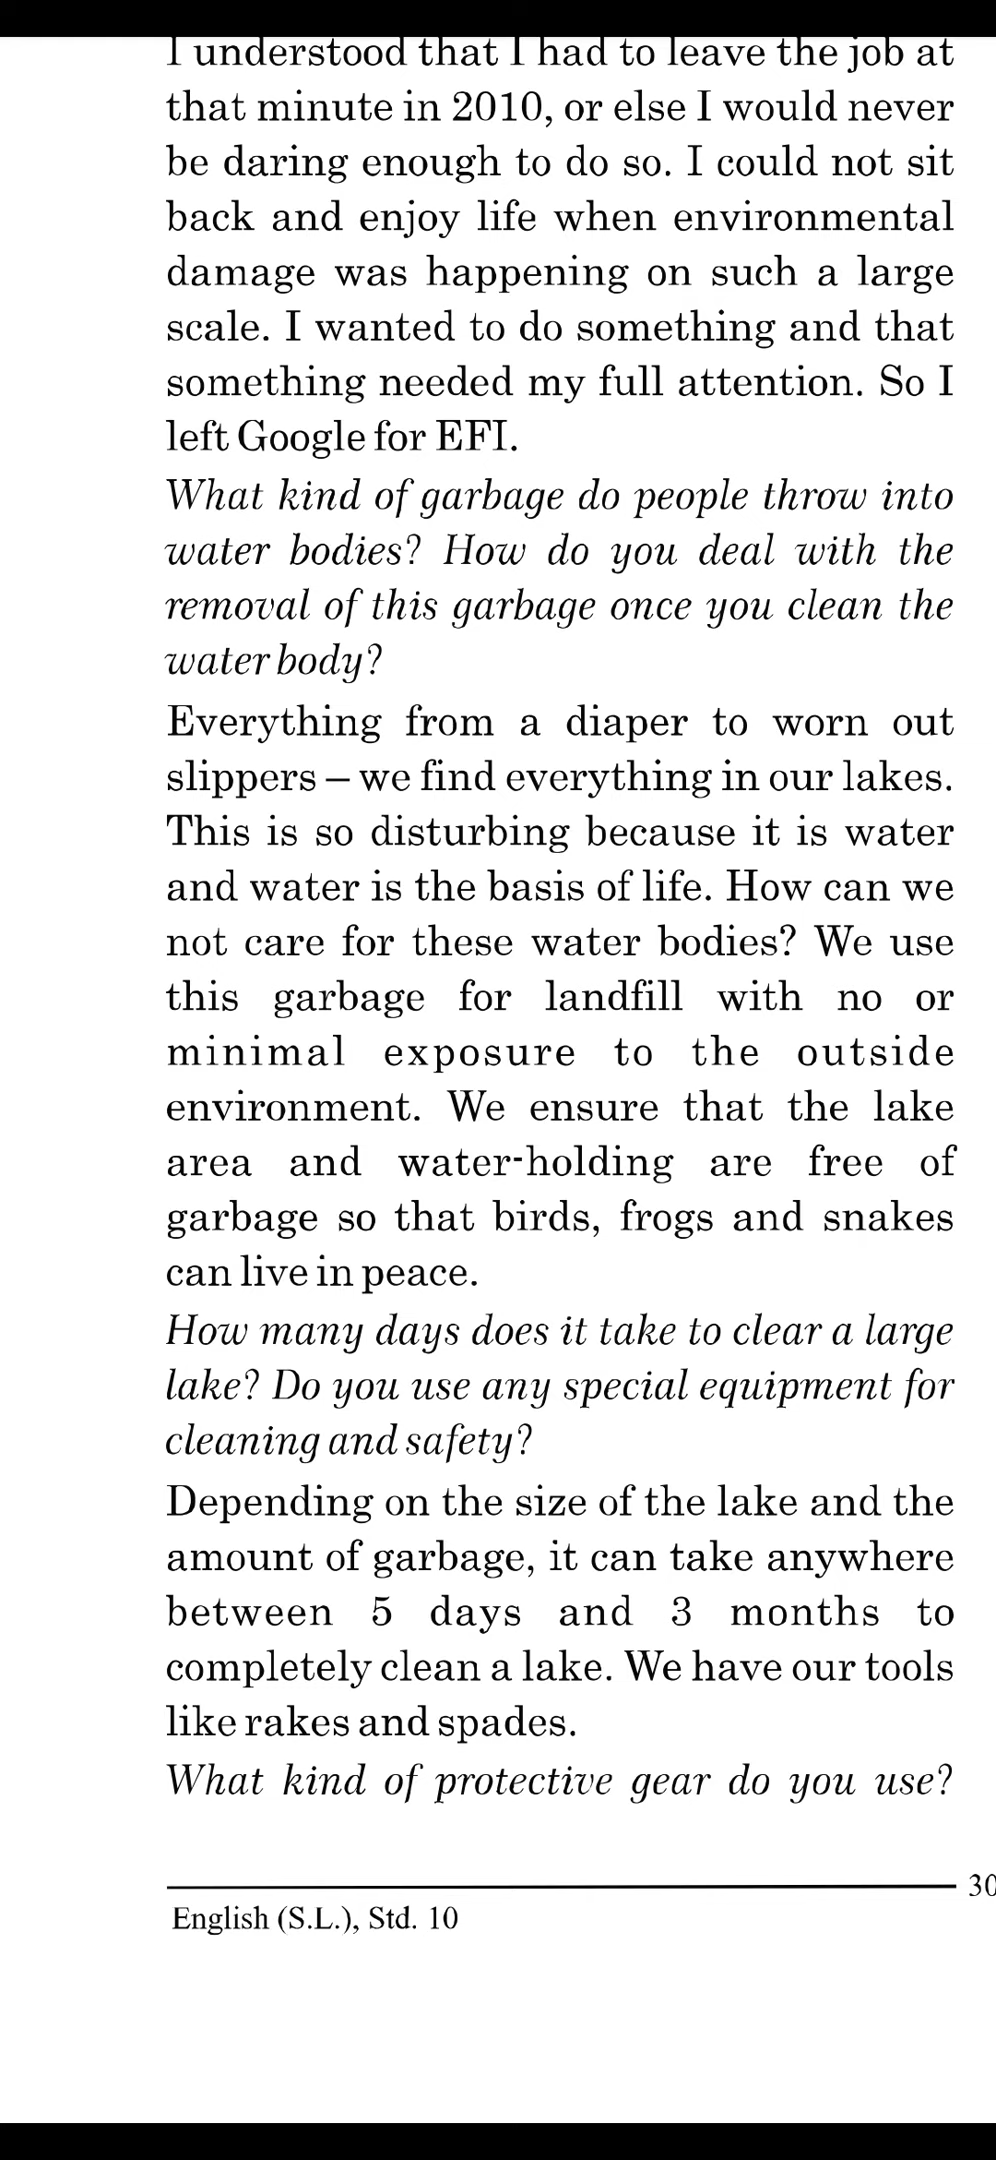 I understood that I had to leave the job at
that minute in 2010, or else I would never
be daring enough to do so. I could not sit
back and enjoy life when environmental
damage was happening on such a large
scale. I wanted to do something and that
something needed my full attention. So I
left Google for EFI.
What kind of garbage do people throw into
water bodies? How do you deal with the
removal of this garbage once you clean the
water body?
Everything from a diaper to worn out
slippers – we find everything in our lakes.
This is so disturbing because it is water
and water is the basis of life. How can we
not care for these water bodies? We use
this garbage for landfill with no or
minimal exposure to the outside
environment. We ensure that the lake
area and water-holding are free of
garbage so that birds, frogs and snakes
can live in peace.
How many days does it take to clear a large
lake? Do you use any special equipment for
cleaning and safety?
Depending on the size of the lake and the
amount of garbage, it can take anywhere
between 5 days and 3 months to
completely clean a lake. We have our tools
like rakes and spades.
What kind of protective gear do you use?
30
English (S.L.), Std. 10